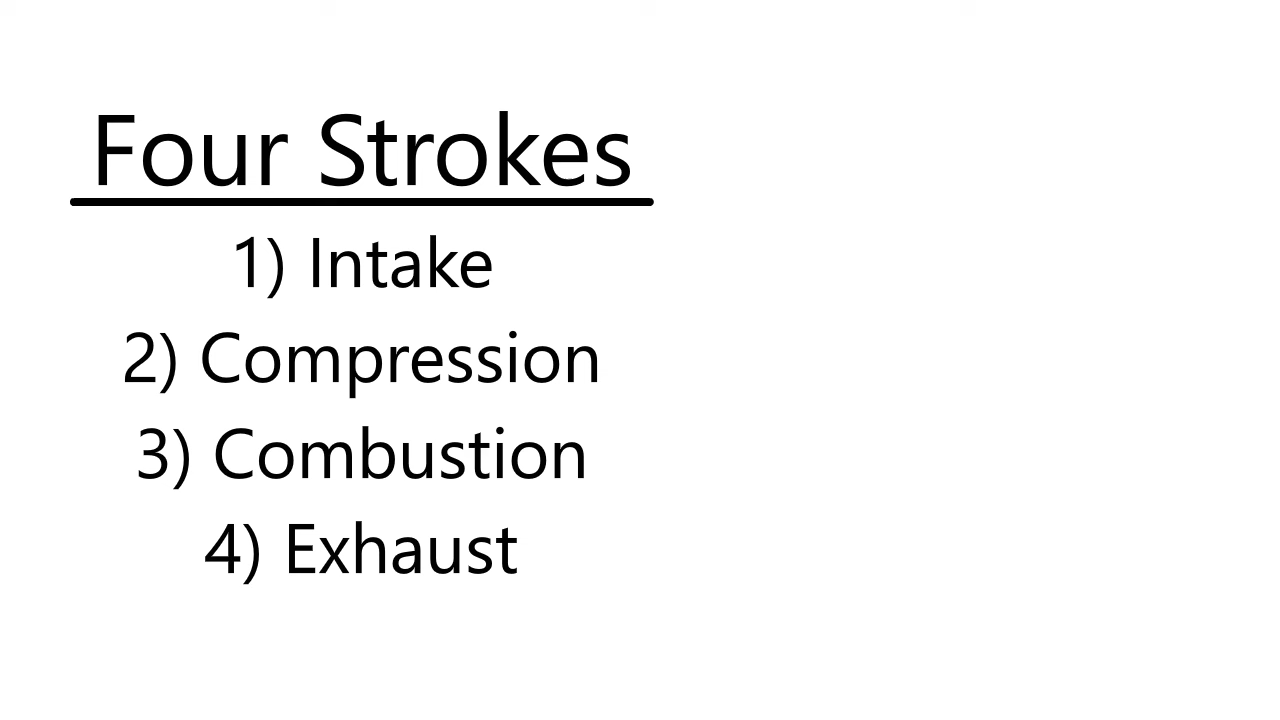 Four Strokes
1) Intake
2) Compression
3) Combustion
4) Exhaust